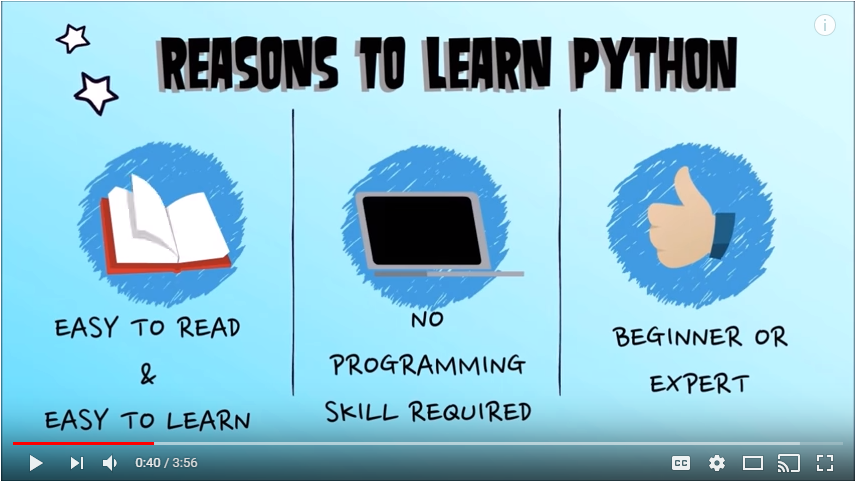 REASONS TO LEARN PYTHON
EASY TO READ
&
EASY TO LEARN
NO
PROGRAMMING
SKILL REQUIRED
BEGINNER OR
EXPERT
0:40 / 3:56
CC